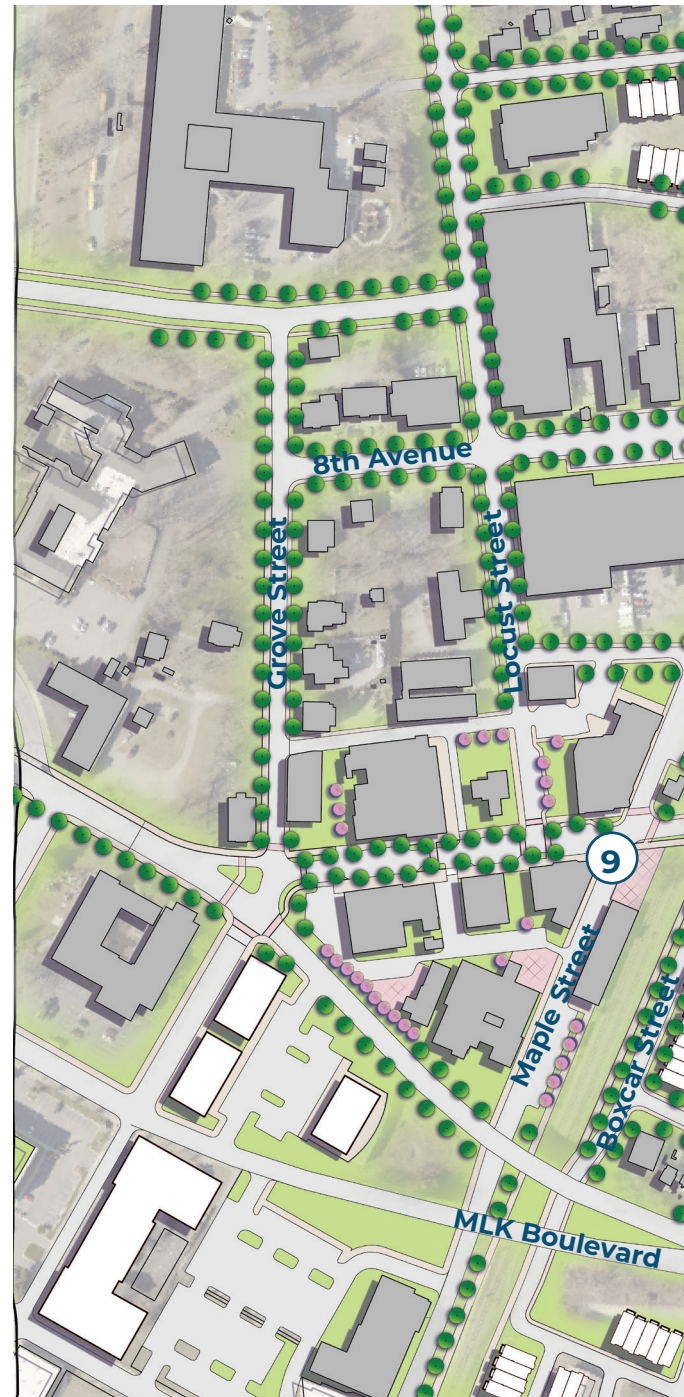 8th Avenue
Grove Street
Locust Street
9
Maple Street
Boxcar Street
MLK Boulevard